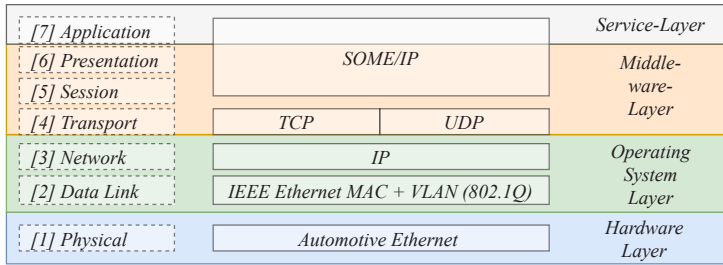 [7] Application
Service-Layer
[6] Presentation
SOME/IP
Middle-
ware-
Layer
[5] Session
[4] Transport
TCP
UDP
[3] Network
IP
Operating
System
Layer
[2] Data Link
IEEE Ethernet MAC + VLAN (802.1Q)
[1] Physical
Automotive Ethernet
Hardware
Layer